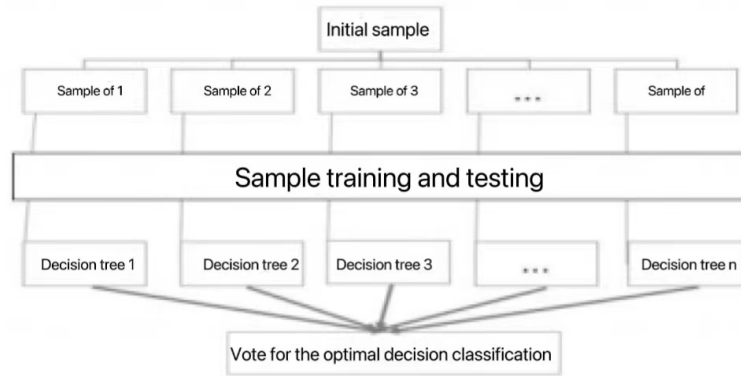 Initial sample
Sample of 1
Sample of 2
Sample of 3
***
Sample of
Sample training and testing
Decision tree 1
Decision tree 2
Decision tree 3
***
Decision tree n
Vote for the optimal decision classification